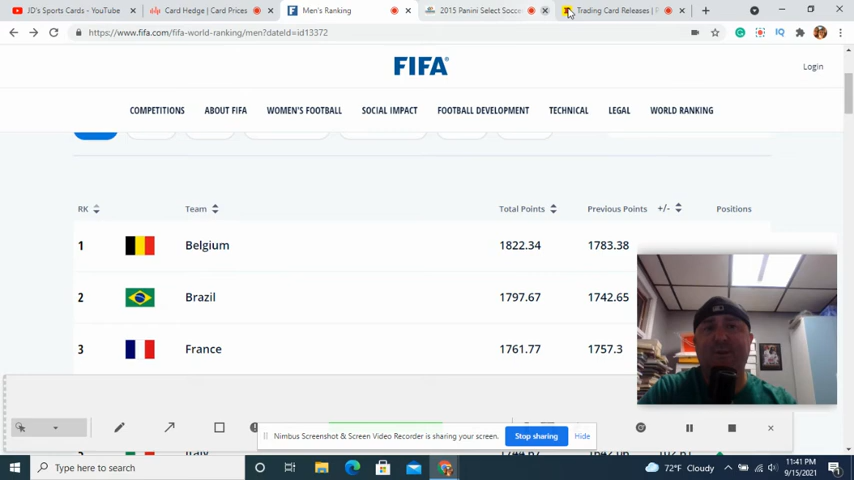 JD's Sports Cards - YouTube
Card Hedge | Card Prices
Men's Ranking
2015 Panini Select Socce
Trading Card Releases |
https://www.fifa.com/fifa-world-ranking/men?dateId=id13372
FIFA
Login
COMPETITIONS ABOUT FIFA WOMEN'S FOOTBALL SOCIAL IMPACT FOOTBALL DEVELOPMENT TECHNICAL LEGAL WORLD RANKING
RK Team Total Points Previous Points +/- Positions
1 Belgium 1822.34 1783.38
2 Brazil 1797.67 1742.65
3 France 1761.77 1757.3
Nimbus Screenshot & Screen Video Recorder is sharing your screen. Stop sharing Hide
Type here to search
72°F Cloudy
11:41 PM
9/15/2021